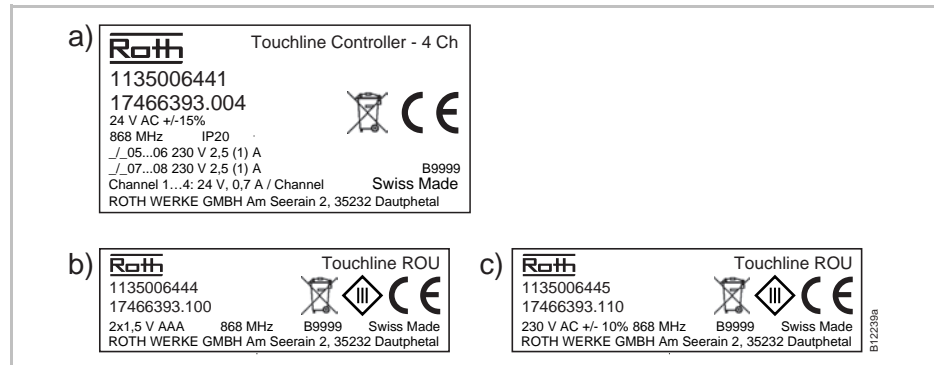 a) Roth Touchline Controller - 4 Ch
1135006441
17466393.004
24 V AC +/-15%
868 MHz IP20
_/_05...06 230 V 2,5 (1) A
_/_07...08 230 V 2,5 (1) A B9999
Channel 1...4: 24 V, 0,7 A / Channel Swiss Made
ROTH WERKE GMBH Am Seerain 2, 35232 Dautphetal
b) Roth Touchline ROU
1135006444
17466393.100
2x1,5 V AAA 868 MHz B9999 Swiss Made
ROTH WERKE GMBH Am Seerain 2, 35232 Dautphetal
c) Roth Touchline ROU
1135006445
17466393.110
230 V AC +/- 10% 868 MHz B9999 Swiss Made
ROTH WERKE GMBH Am Seerain 2, 35232 Dautphetal
B12239a